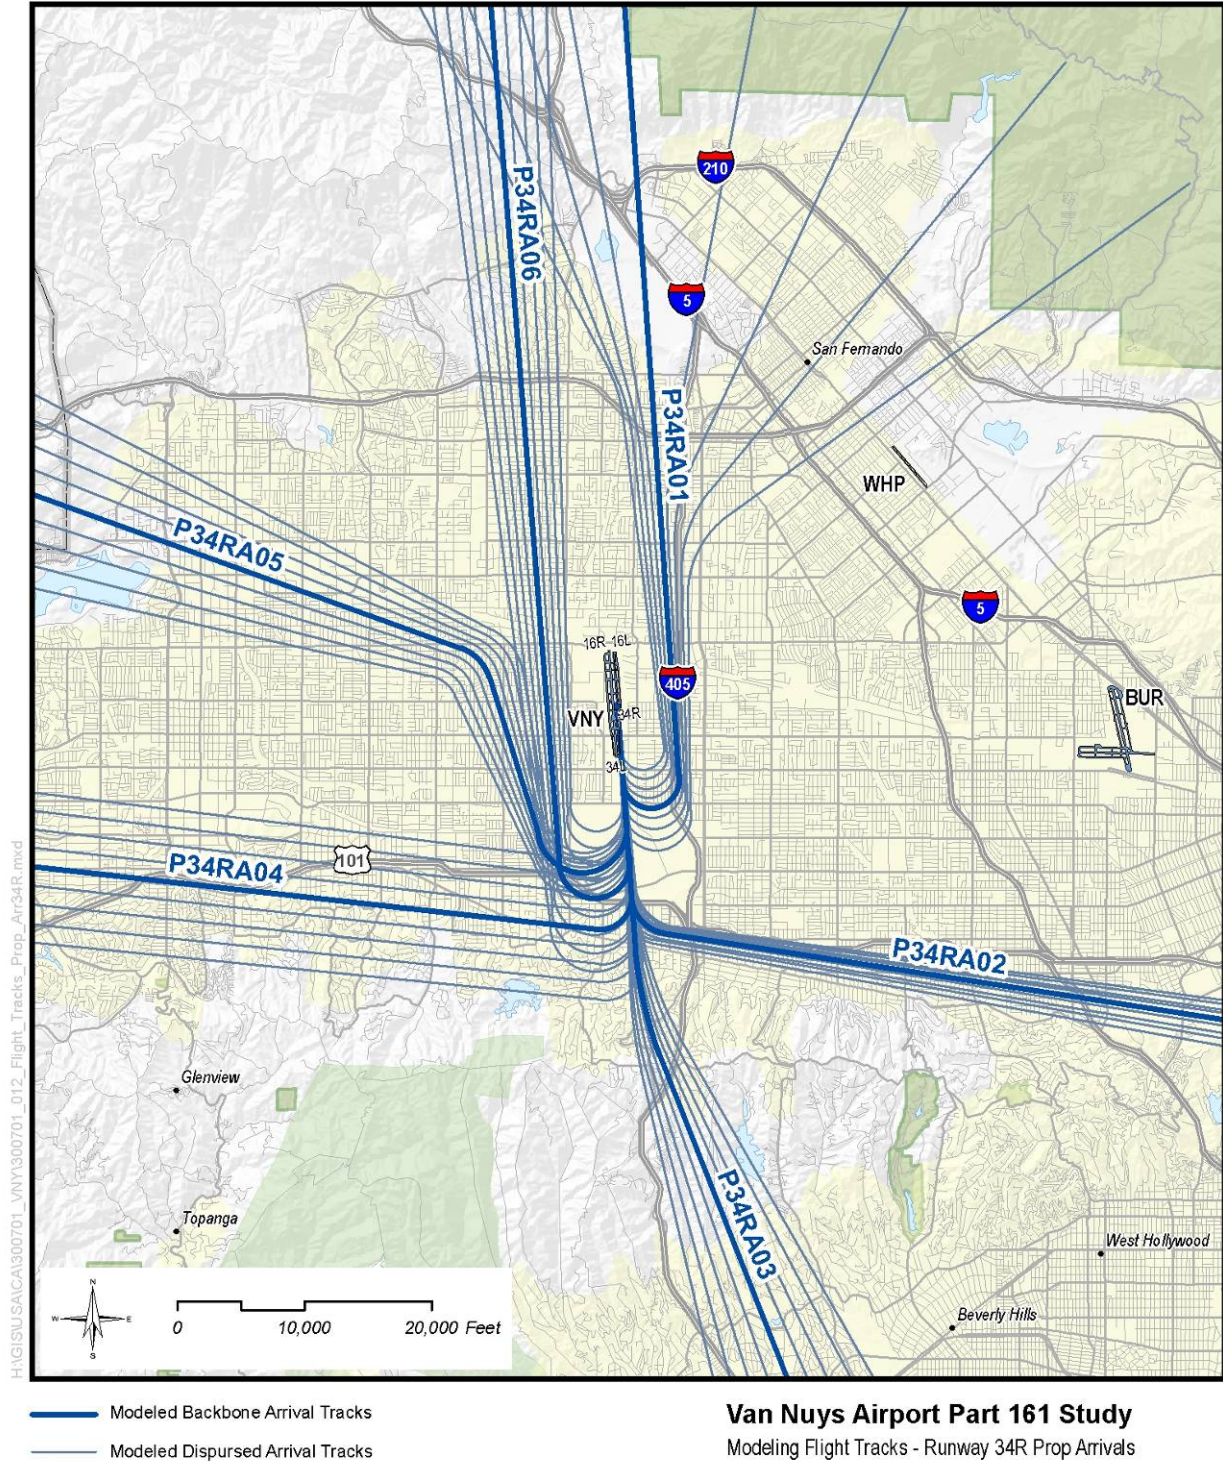 210
P34RA06
5
San Fernando
P34RA01
WHP
P34RA05
5
16R 16L
405
VNY
34R
BUR
34L
101
P34RA04
P34RA02
Glenview
P34RA03
Topanga
West Hollywood
Beverly Hills
N
W E
S
0 10,000 20,000 Feet
H:\GIS\USA\CA\300701_VNY\300701_012_Flight_Tracks_Prop_Arr34R.mxd
Modeled Backbone Arrival Tracks
Modeled Dispursed Arrival Tracks
Van Nuys Airport Part 161 Study
Modeling Flight Tracks - Runway 34R Prop Arrivals